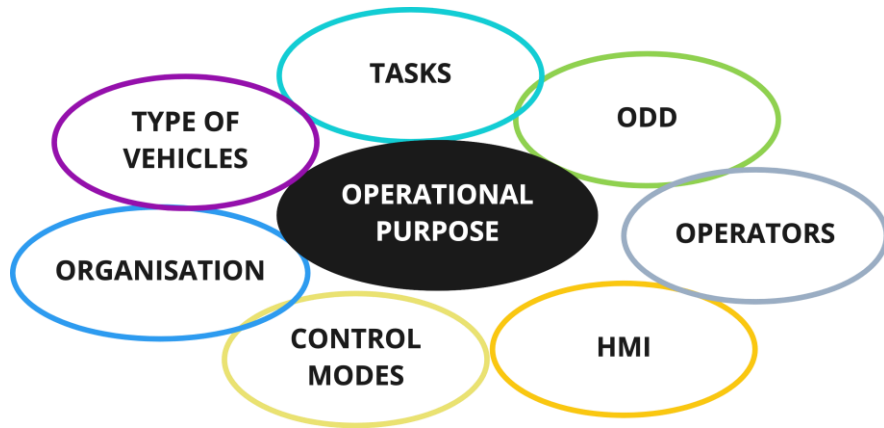 TASKS
ODD
TYPE OF
VEHICLES
OPERATIONAL
PURPOSE
OPERATORS
ORGANISATION
CONTROL
MODES
HMI